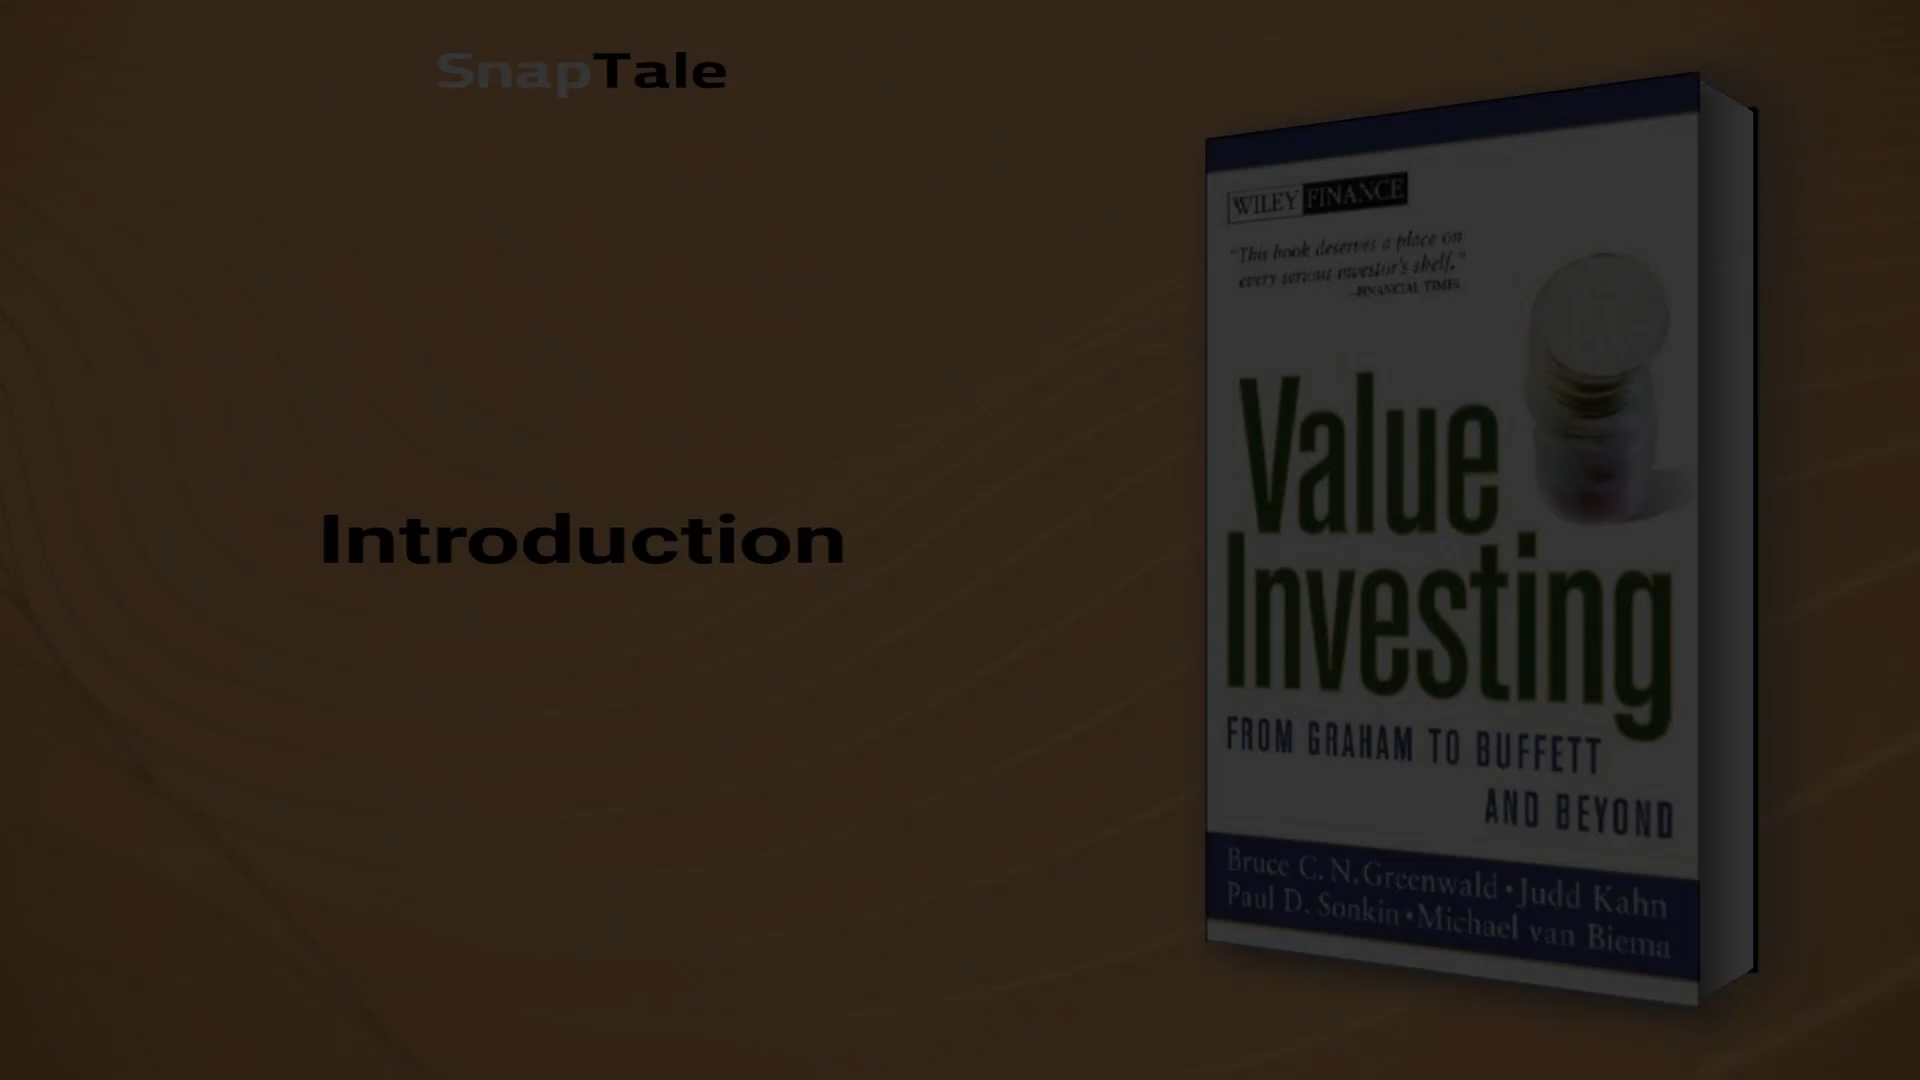 SnapTale
Introduction
WILEY FINANCE
"This book deserves a place on
every serious investor's shelf."
—FINANCIAL TIMES
Value
Investing
FROM GRAHAM TO BUFFETT
AND BEYOND
Bruce C. N. Greenwald • Judd Kahn
Paul D. Sonkin • Michael van Biema